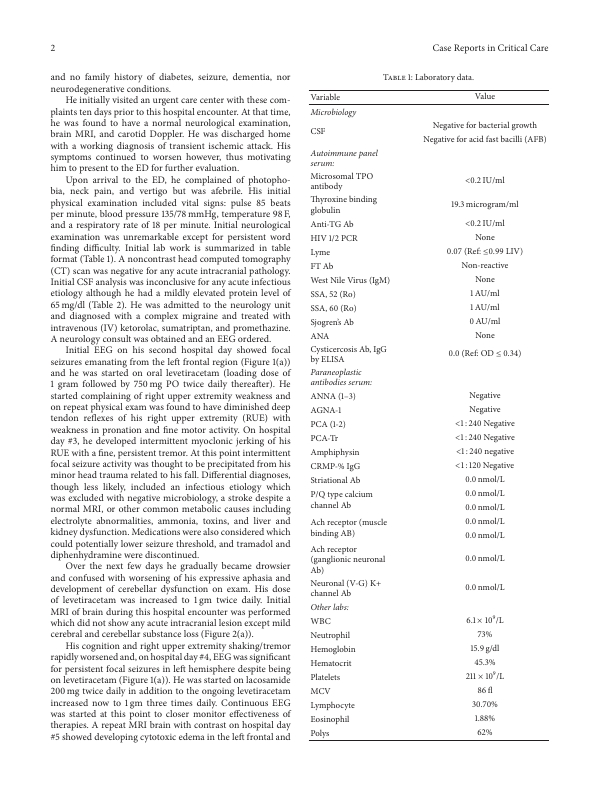 2
Case Reports in Critical Care
and no family history of diabetes, seizure, dementia, nor
neurodegenerative conditions.
He initially visited an urgent care center with these com-
plaints ten days prior to this hospital encounter. At that time,
he was found to have a normal neurological examination,
brain MRI, and carotid Doppler. He was discharged home
with a working diagnosis of transient ischemic attack. His
symptoms continued to worsen however, thus motivating
him to present to the ED for further evaluation.
Upon arrival to the ED, he complained of photopho-
bia, neck pain, and vertigo but was afebrile. His initial
physical examination included vital signs: pulse 85 beats
per minute, blood pressure 135/78 mmHg, temperature 98 F,
and a respiratory rate of 18 per minute. Initial neurological
examination was unremarkable except for persistent word
finding difficulty. Initial lab work is summarized in table
format (Table 1). A noncontrast head computed tomography
(CT) scan was negative for any acute intracranial pathology.
Initial CSF analysis was inconclusive for any acute infectious
etiology although he had a mildly elevated protein level of
65 mg/dl (Table 2). He was admitted to the neurology unit
and diagnosed with a complex migraine and treated with
intravenous (IV) ketorolac, sumatriptan, and promethazine.
A neurology consult was obtained and an EEG ordered.
Initial EEG on his second hospital day showed focal
seizures emanating from the left frontal region (Figure 1(a))
and he was started on oral levetiracetam (loading dose of
1 gram followed by 750 mg PO twice daily thereafter). He
started complaining of right upper extremity weakness and
on repeat physical exam was found to have diminished deep
tendon reflexes of his right upper extremity (RUE) with
weakness in pronation and fine motor activity. On hospital
day #3, he developed intermittent myoclonic jerking of his
RUE with a fine, persistent tremor. At this point intermittent
focal seizure activity was thought to be precipitated from his
minor head trauma related to his fall. Differential diagnoses,
though less likely, included an infectious etiology which
was excluded with negative microbiology, a stroke despite a
normal MRI, or other common metabolic causes including
electrolyte abnormalities, ammonia, toxins, and liver and
kidney dysfunction. Medications were also considered which
could potentially lower seizure threshold, and tramadol and
diphenhydramine were discontinued.
Over the next few days he gradually became drowsier
and confused with worsening of his expressive aphasia and
development of cerebellar dysfunction on exam. His dose
of levetiracetam was increased to 1 gm twice daily. Initial
MRI of brain during this hospital encounter was performed
which did not show any acute intracranial lesion except mild
cerebral and cerebellar substance loss (Figure 2(a)).
His cognition and right upper extremity shaking/tremor
rapidly worsened and, on hospital day #4, EEG was significant
for persistent focal seizures in left hemisphere despite being
on levetiracetam (Figure 1(a)). He was started on lacosamide
200 mg twice daily in addition to the ongoing levetiracetam
increased now to 1 gm three times daily. Continuous EEG
was started at this point to closer monitor effectiveness of
therapies. A repeat MRI brain with contrast on hospital day
#5 showed developing cytotoxic edema in the left frontal and
Table 1: Laboratory data.
Variable Value
Microbiology
CSF Negative for bacterial growth
Negative for acid fast bacilli (AFB)
Autoimmune panel
serum:
Microsomal TPO
antibody <0.2 IU/ml
Thyroxine binding
globulin 19.3 microgram/ml
Anti-TG Ab <0.2 IU/ml
HIV 1/2 PCR None
Lyme 0.07 (Ref: ≤0.99 LIV)
FT Ab Non-reactive
West Nile Virus (IgM) None
SSA, 52 (Ro) 1 AU/ml
SSA, 60 (Ro) 1 AU/ml
Sjogren's Ab 0 AU/ml
ANA None
Cysticercosis Ab, IgG
by ELISA 0.0 (Ref: OD ≤ 0.34)
Paraneoplastic
antibodies serum:
ANNA (1–3) Negative
AGNA-1 Negative
PCA (1-2) <1 : 240 Negative
PCA-Tr <1 : 240 Negative
Amphiphysin <1 : 240 negative
CRMP-% IgG <1 : 120 Negative
Striational Ab 0.0 nmol/L
P/Q type calcium
channel Ab 0.0 nmol/L
0.0 nmol/L
Ach receptor (muscle
binding AB) 0.0 nmol/L
0.0 nmol/L
Ach receptor
(ganglionic neuronal
Ab) 0.0 nmol/L
Neuronal (V-G) K+
channel Ab 0.0 nmol/L
Other labs:
WBC 6.1 × 10⁹/L
Neutrophil 73%
Hemoglobin 15.9 g/dl
Hematocrit 45.3%
Platelets 211 × 10⁹/L
MCV 86 fl
Lymphocyte 30.70%
Eosinophil 1.88%
Polys 62%